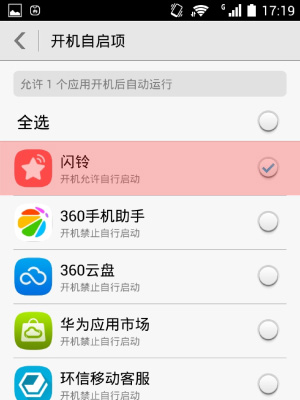 G
17:19
开机自启项
允许 1 个应用开机后自动运行
全选
闪铃
开机允许自行启动
360手机助手
开机禁止自行启动
360云盘
开机禁止自行启动
华为应用市场
开机禁止自行启动
环信移动客服
开机禁止自行启动